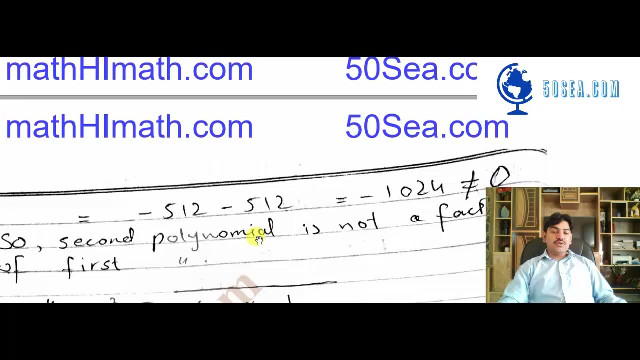 mathHImath.com 50Sea.co
50SEA.COM
mathHImath.com 50Sea.com
= - 512 - 512 = - 1024 ≠ 0
So, second polynomial is not a fact
of first "